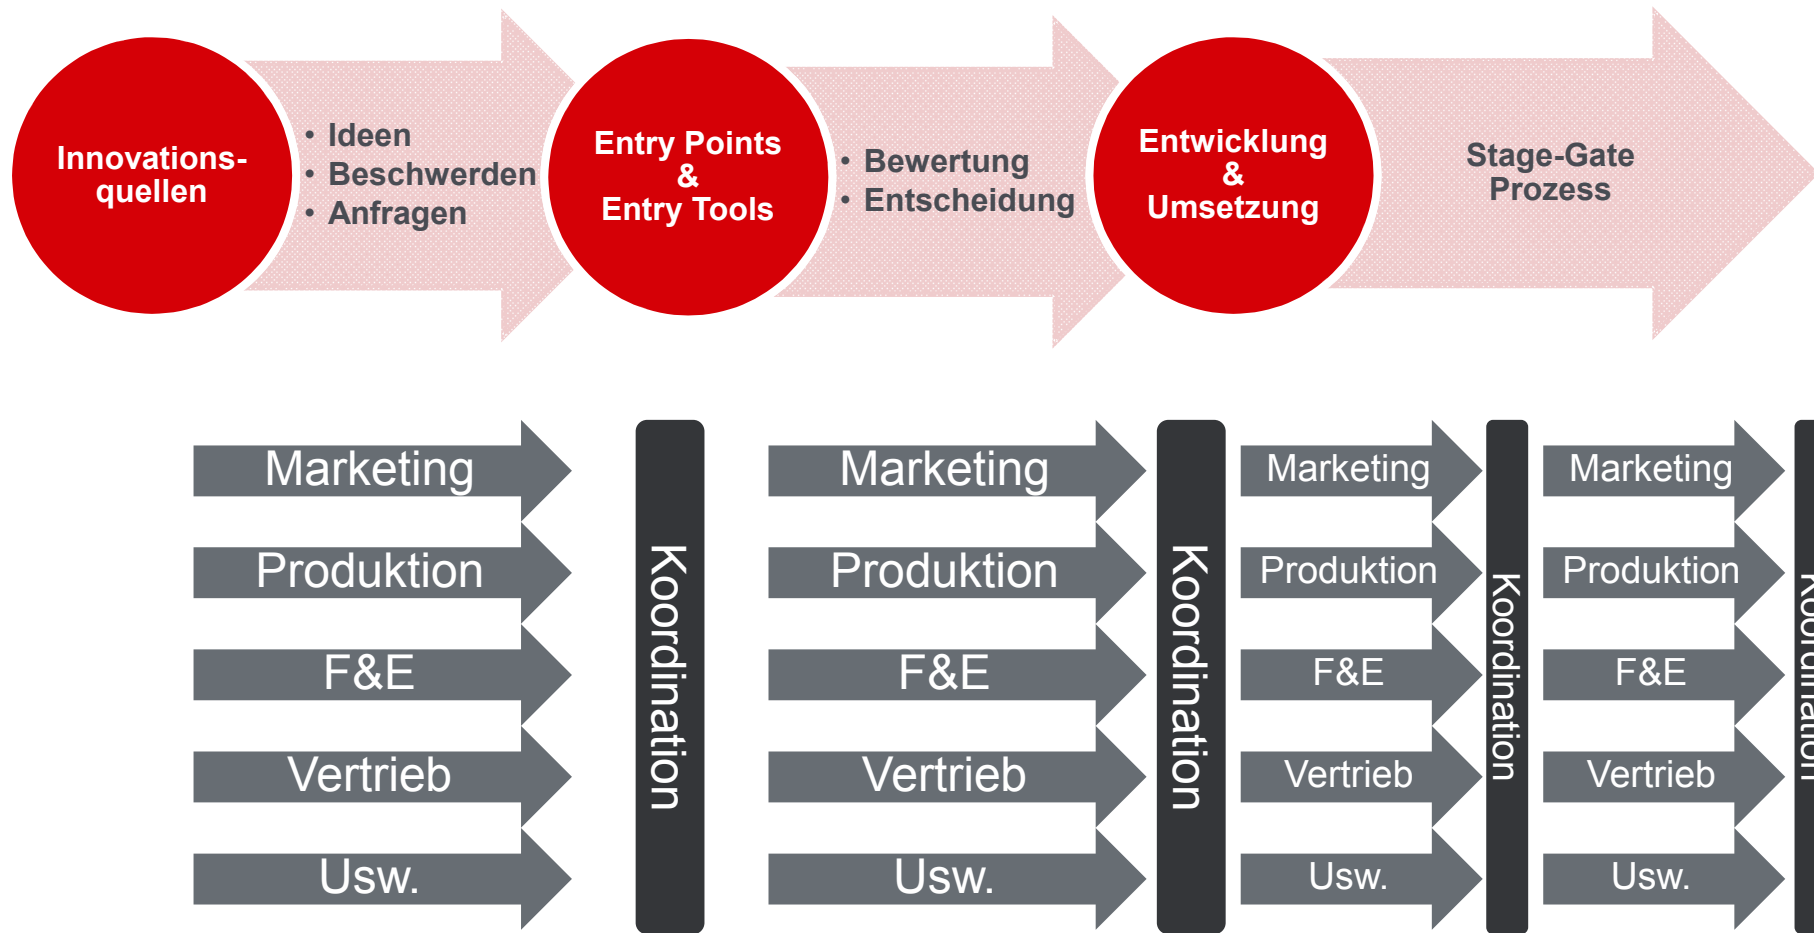 Innovations-
quellen
• Ideen
• Beschwerden
• Anfragen
Entry Points
&
Entry Tools
• Bewertung
• Entscheidung
Entwicklung
&
Umsetzung
Stage-Gate
Prozess
Marketing
Produktion
F&E
Vertrieb
Usw.
Koordination
Marketing
Produktion
F&E
Vertrieb
Usw.
Koordination
Marketing
Produktion
F&E
Vertrieb
Usw.
Koordination
Marketing
Produktion
F&E
Vertrieb
Usw.
Koordination